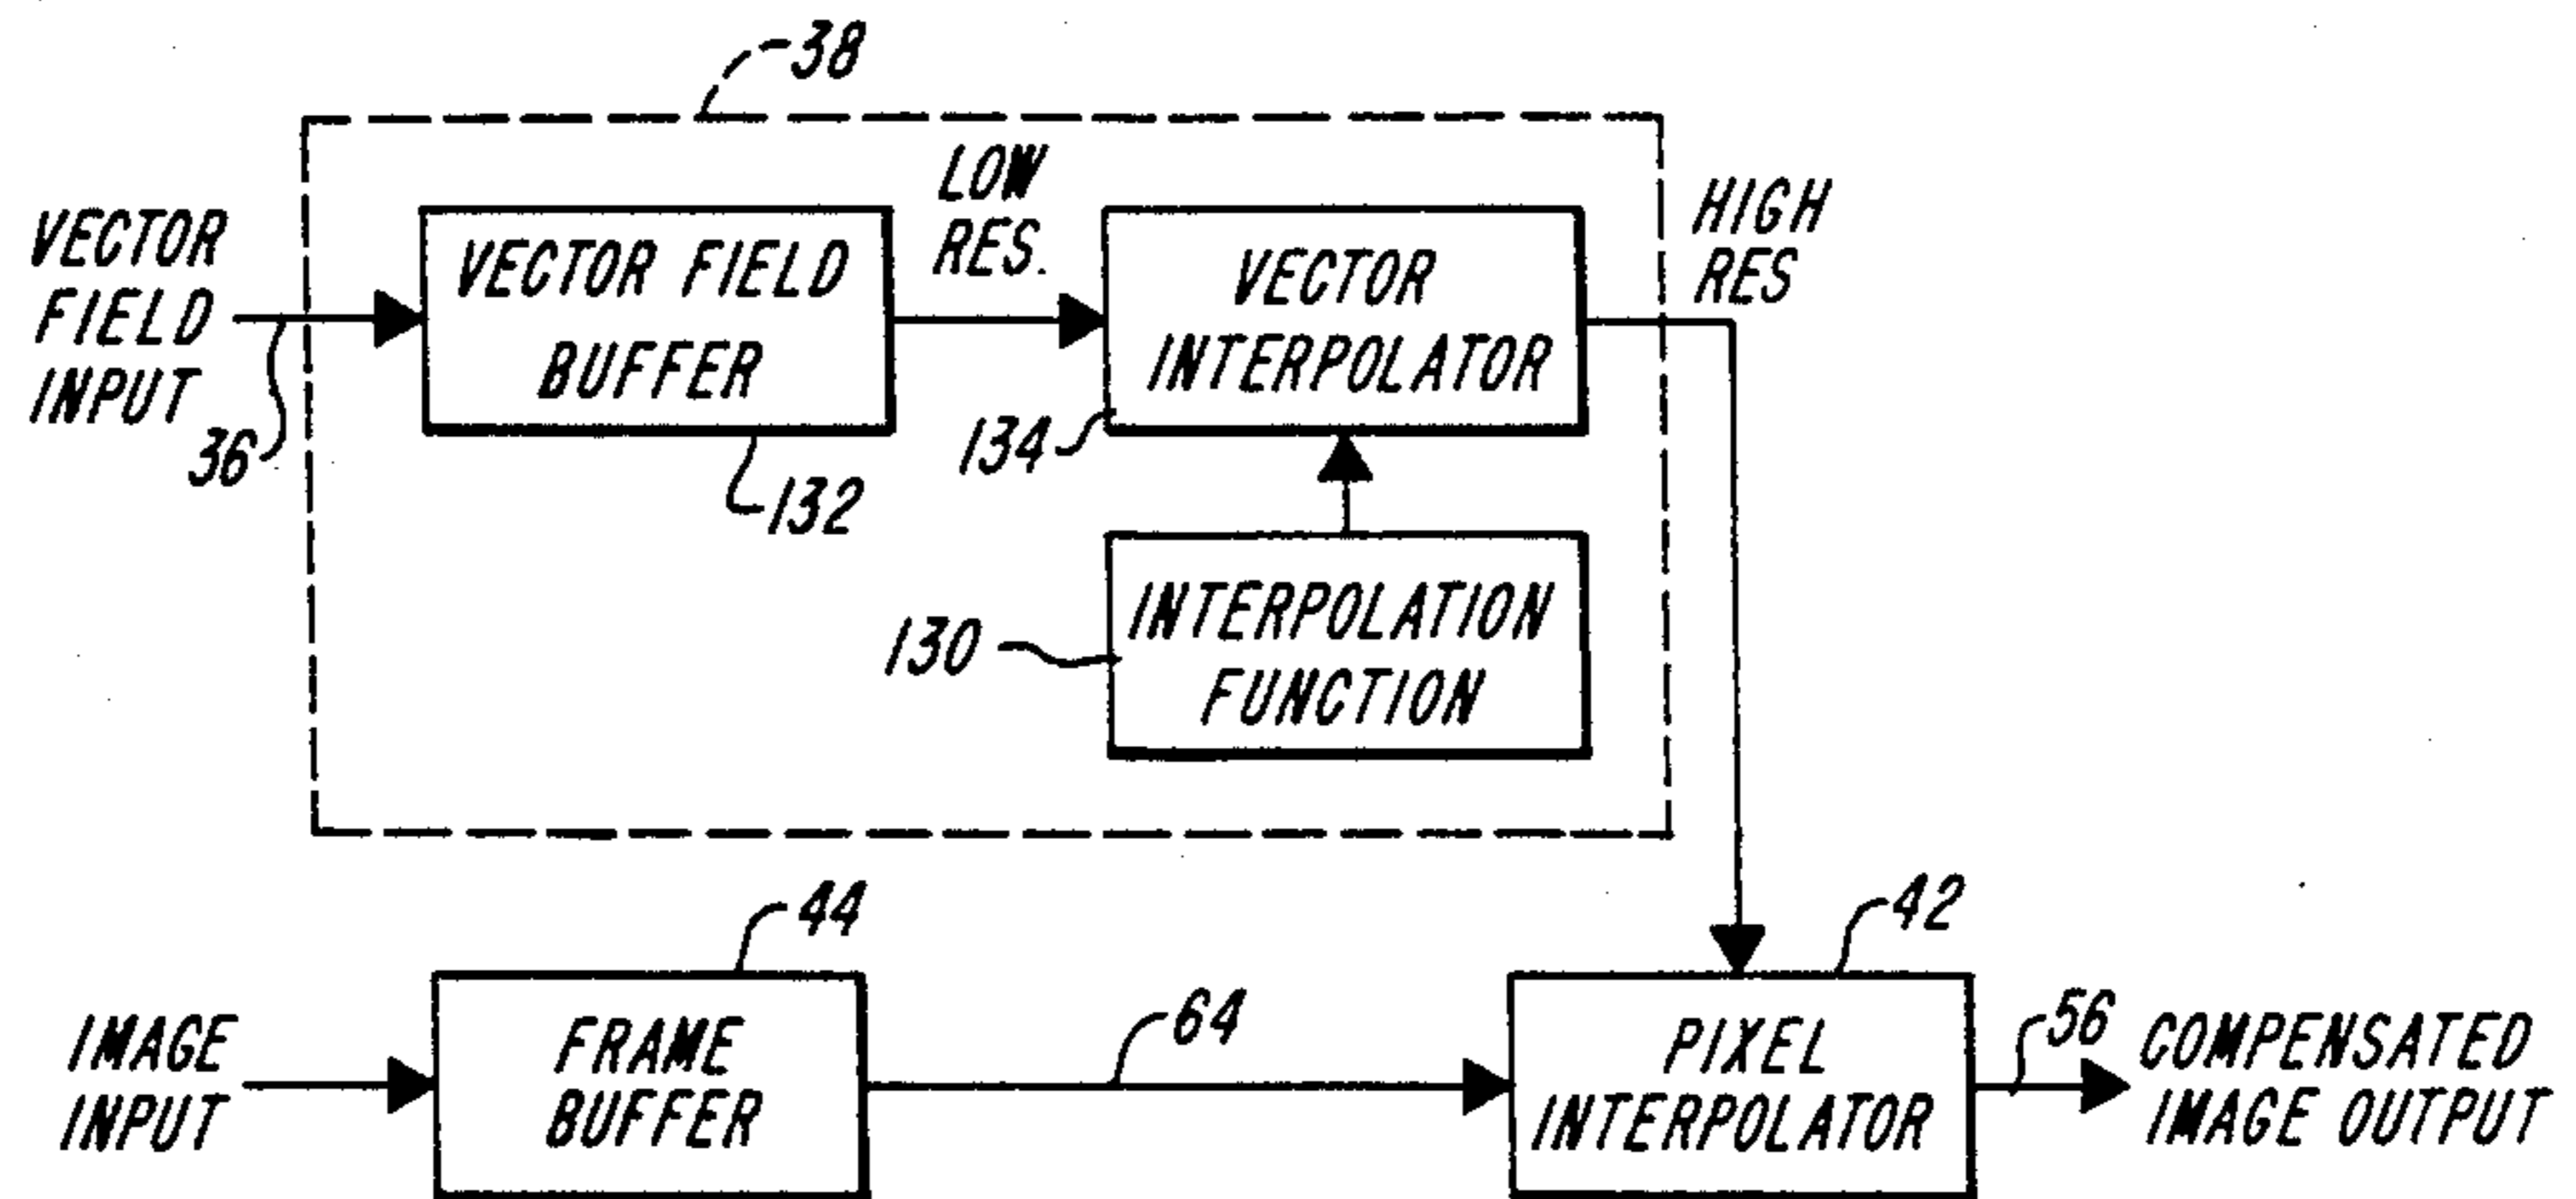 38
VECTOR
FIELD
INPUT
36
VECTOR FIELD
BUFFER
132
LOW
RES.
VECTOR
INTERPOLATOR
134
HIGH
RES
INTERPOLATION
FUNCTION
130
IMAGE
INPUT
44
FRAME
BUFFER
64
42
PIXEL
INTERPOLATOR
56
COMPENSATED
IMAGE OUTPUT